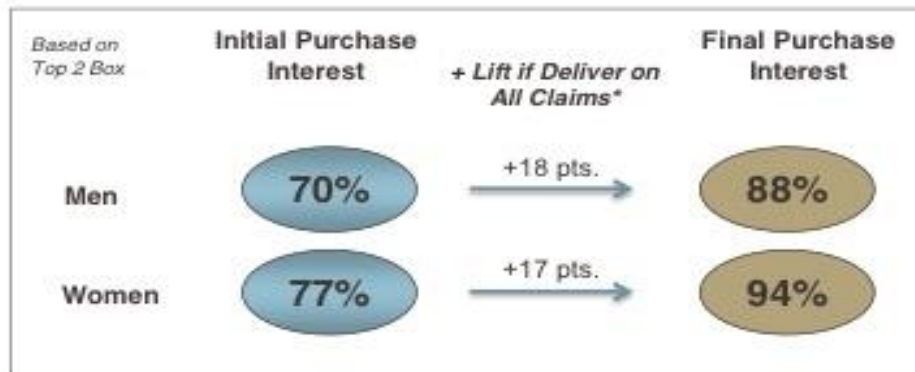 Based on
Top 2 Box
Initial Purchase
Interest
+ Lift if Deliver on
All Claims*
Final Purchase
Interest
Men
70%
+18 pts.
88%
Women
77%
+17 pts.
94%